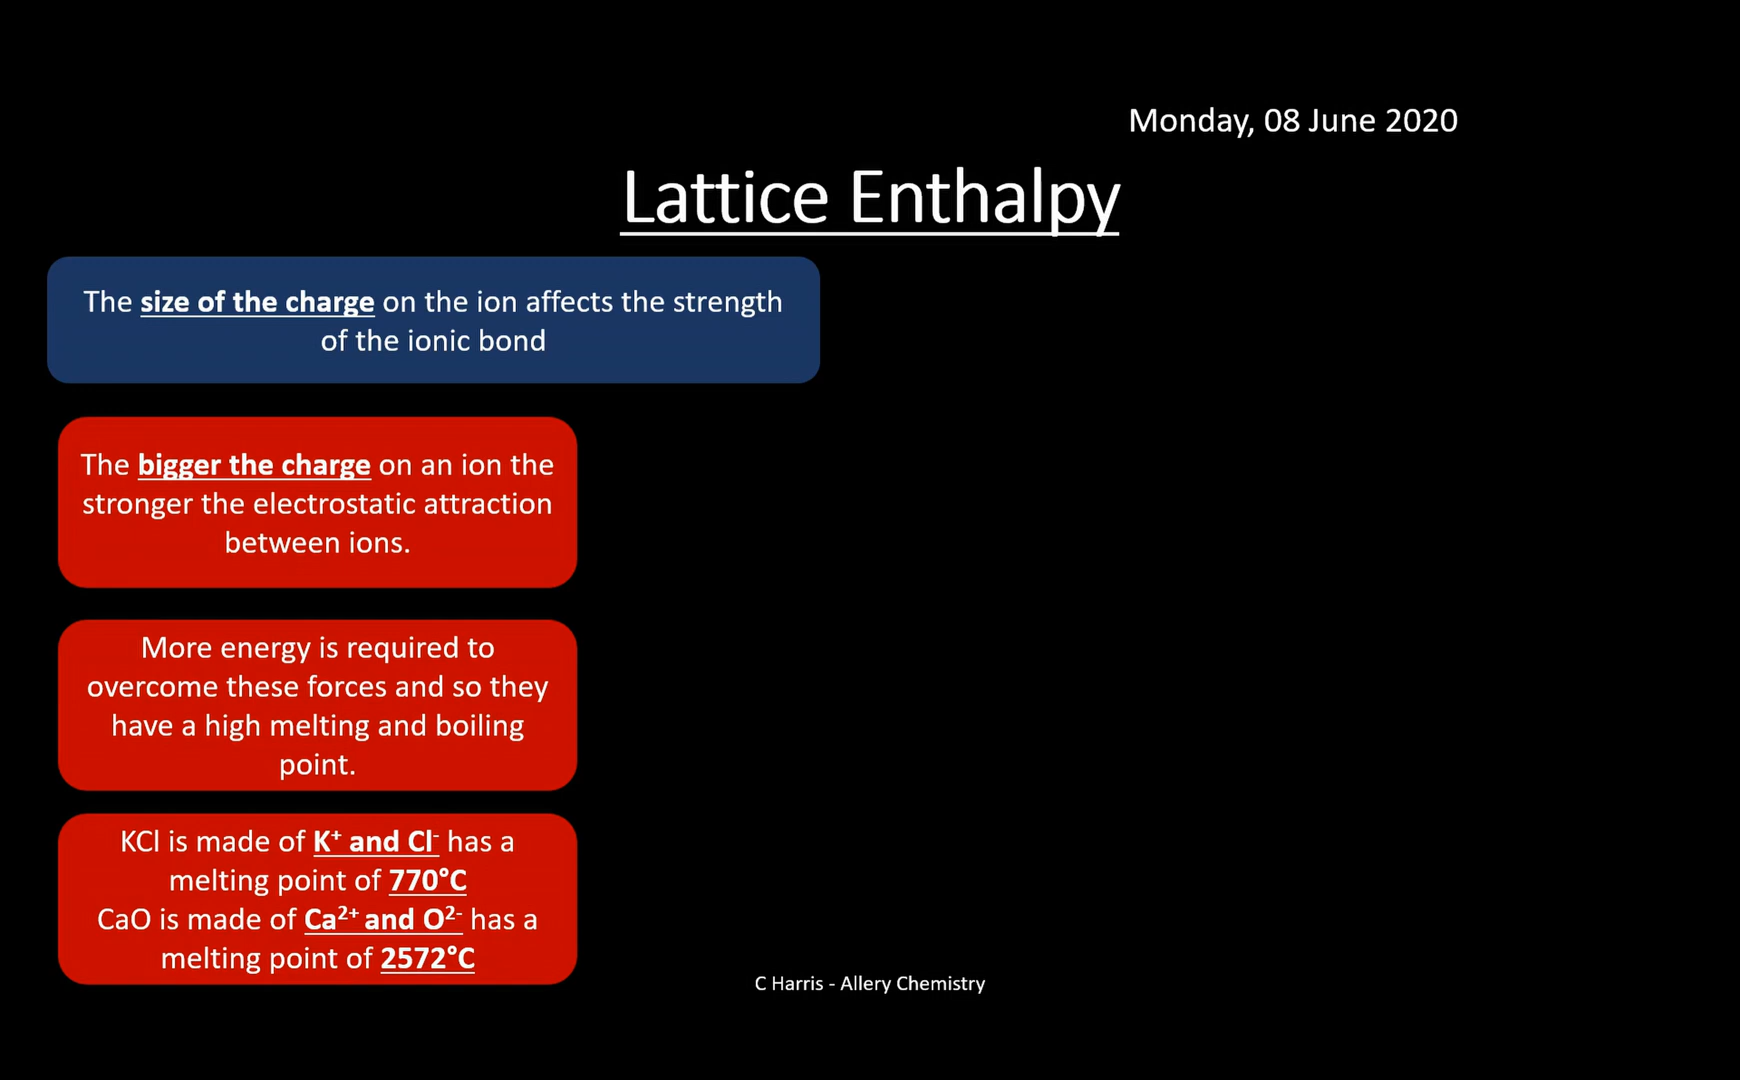 Monday, 08 June 2020
Lattice Enthalpy
The size of the charge on the ion affects the strength
of the ionic bond
The bigger the charge on an ion the
stronger the electrostatic attraction
between ions.
More energy is required to
overcome these forces and so they
have a high melting and boiling
point.
KCl is made of K⁺ and Cl⁻ has a
melting point of 770°C
CaO is made of Ca²⁺ and O²⁻ has a
melting point of 2572°C
C Harris - Allery Chemistry